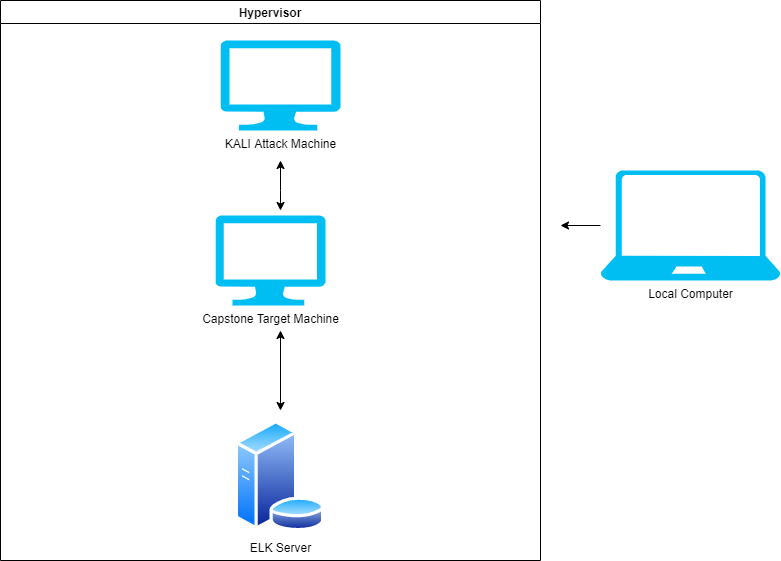 Hypervisor
KALI Attack Machine
Capstone Target Machine
Local Computer
ELK Server